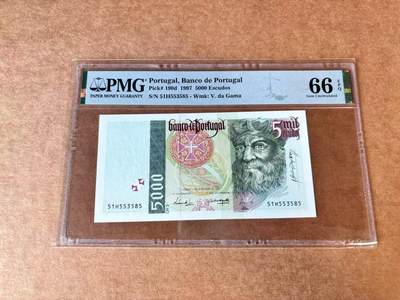 PMG
PAPER MONEY GUARANTY
Portugal, Banco de Portugal
Pick# 190d 1997 5000 Escudos
S/N 51H553585 - Wmk: V. da Gama
66 EPQ
Gem Uncirculated
Banco de Portugal
5 mil
5000
51H553585
51H553585